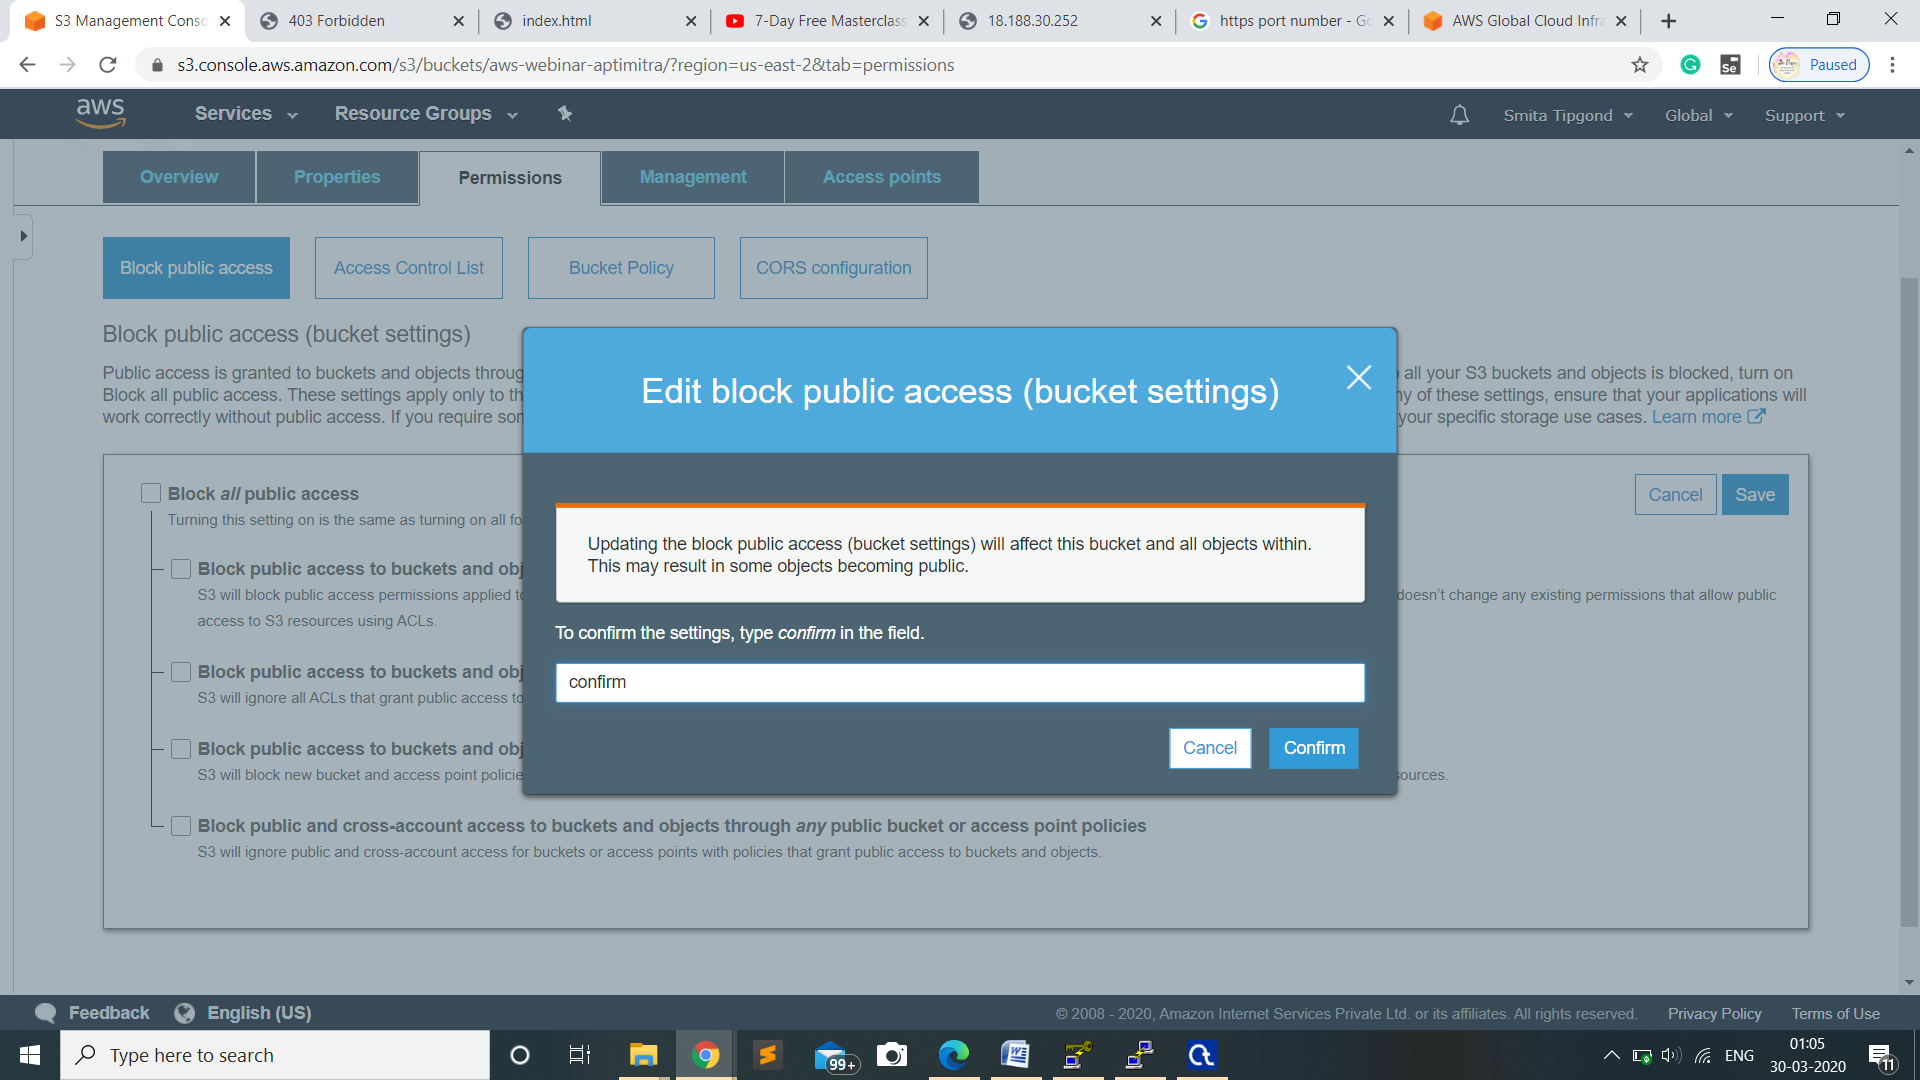 S3 Management Conso
403 Forbidden
index.html
7-Day Free Masterclass
18.188.30.252
https port number - Go
AWS Global Cloud Infra
s3.console.aws.amazon.com/s3/buckets/aws-webinar-aptimitra/?region=us-east-2&tab=permissions
Se
Paused
aws
Services
Resource Groups
Smita Tipgond
Global
Support
Overview
Properties
Permissions
Management
Access points
Block public access
Access Control List
Bucket Policy
CORS configuration
Block public access (bucket settings)
Public access is granted to buckets and objects throug
all your S3 buckets and objects is blocked, turn on
Block all public access. These settings apply only to th
ny of these settings, ensure that your applications will
work correctly without public access. If you require son
your specific storage use cases. Learn more
Block all public access
Turning this setting on is the same as turning on all fo
Cancel
Save
Block public access to buckets and obj
S3 will block public access permissions applied to
doesn't change any existing permissions that allow public
access to S3 resources using ACLs.
Block public access to buckets and obj
S3 will ignore all ACLs that grant public access to
Block public access to buckets and obj
S3 will block new bucket and access point policie
sources.
Block public and cross-account access to buckets and objects through any public bucket or access point policies
S3 will ignore public and cross-account access for buckets or access points with policies that grant public access to buckets and objects.
Edit block public access (bucket settings)
Updating the block public access (bucket settings) will affect this bucket and all objects within.
This may result in some objects becoming public.
To confirm the settings, type confirm in the field.
confirm
Cancel
Confirm
Feedback
English (US)
© 2008 - 2020, Amazon Internet Services Private Ltd. or its affiliates. All rights reserved.
Privacy Policy
Terms of Use
Type here to search
99+
ENG
01:05
30-03-2020
11